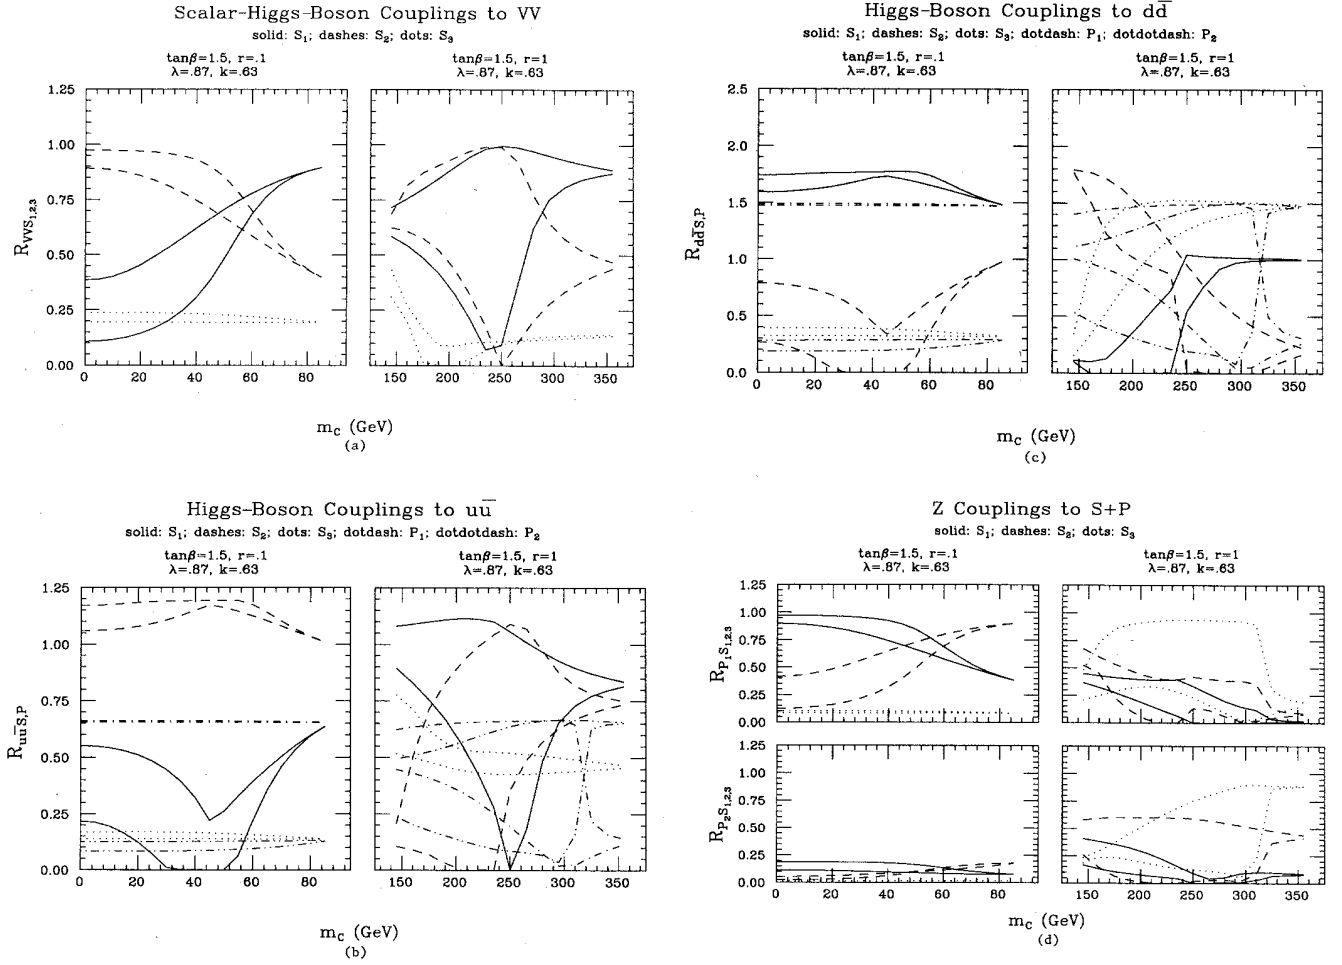 Scalar-Higgs-Boson Couplings to VV
solid: S₁; dashes: S₂; dots: S₃
tanβ=1.5, r=.1
λ=.87, k=.63
tanβ=1.5, r=1
λ=.87, k=.63
R_VVS₁,₂,₃
1.25
1.00
0.75
0.50
0.25
0.00
0 20 40 60 80
150 200 250 300 350
m_C (GeV)
(a)
Higgs-Boson Couplings to dd̅
solid: S₁; dashes: S₂; dots: S₃; dotdash: P₁; dotdotdash: P₂
tanβ=1.5, r=.1
λ=.87, k=.63
tanβ=1.5, r=1
λ=.87, k=.63
R_dd̅S,P
2.5
2.0
1.5
1.0
0.5
0.0
0 20 40 60 80
150 200 250 300 350
m_C (GeV)
(c)
Higgs-Boson Couplings to uu̅
solid: S₁; dashes: S₂; dots: S₃; dotdash: P₁; dotdotdash: P₂
tanβ=1.5, r=.1
λ=.87, k=.63
tanβ=1.5, r=1
λ=.87, k=.63
R_uu̅S,P
1.25
1.00
0.75
0.50
0.25
0.00
0 20 40 60 80
150 200 250 300 350
m_C (GeV)
(b)
Z Couplings to S+P
solid: S₁; dashes: S₂; dots: S₃
tanβ=1.5, r=.1
λ=.87, k=.63
tanβ=1.5, r=1
λ=.87, k=.63
R_P₁S₁,₂,₃
1.25
1.00
0.75
0.50
0.25
0.00
R_P₂S₁,₂,₃
1.25
1.00
0.75
0.50
0.25
0.00
0 20 40 60 80
150 200 250 300 350
m_C (GeV)
(d)